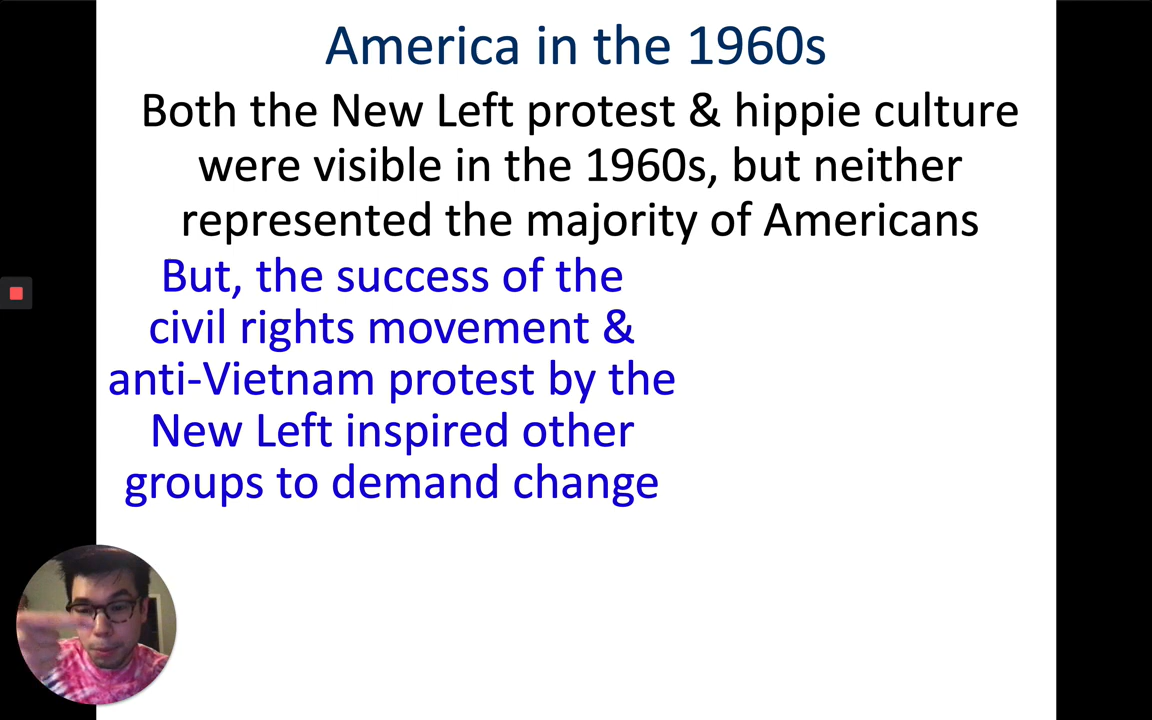 America in the 1960s
Both the New Left protest & hippie culture
were visible in the 1960s, but neither
represented the majority of Americans
But, the success of the
civil rights movement &
anti-Vietnam protest by the
New Left inspired other
groups to demand change